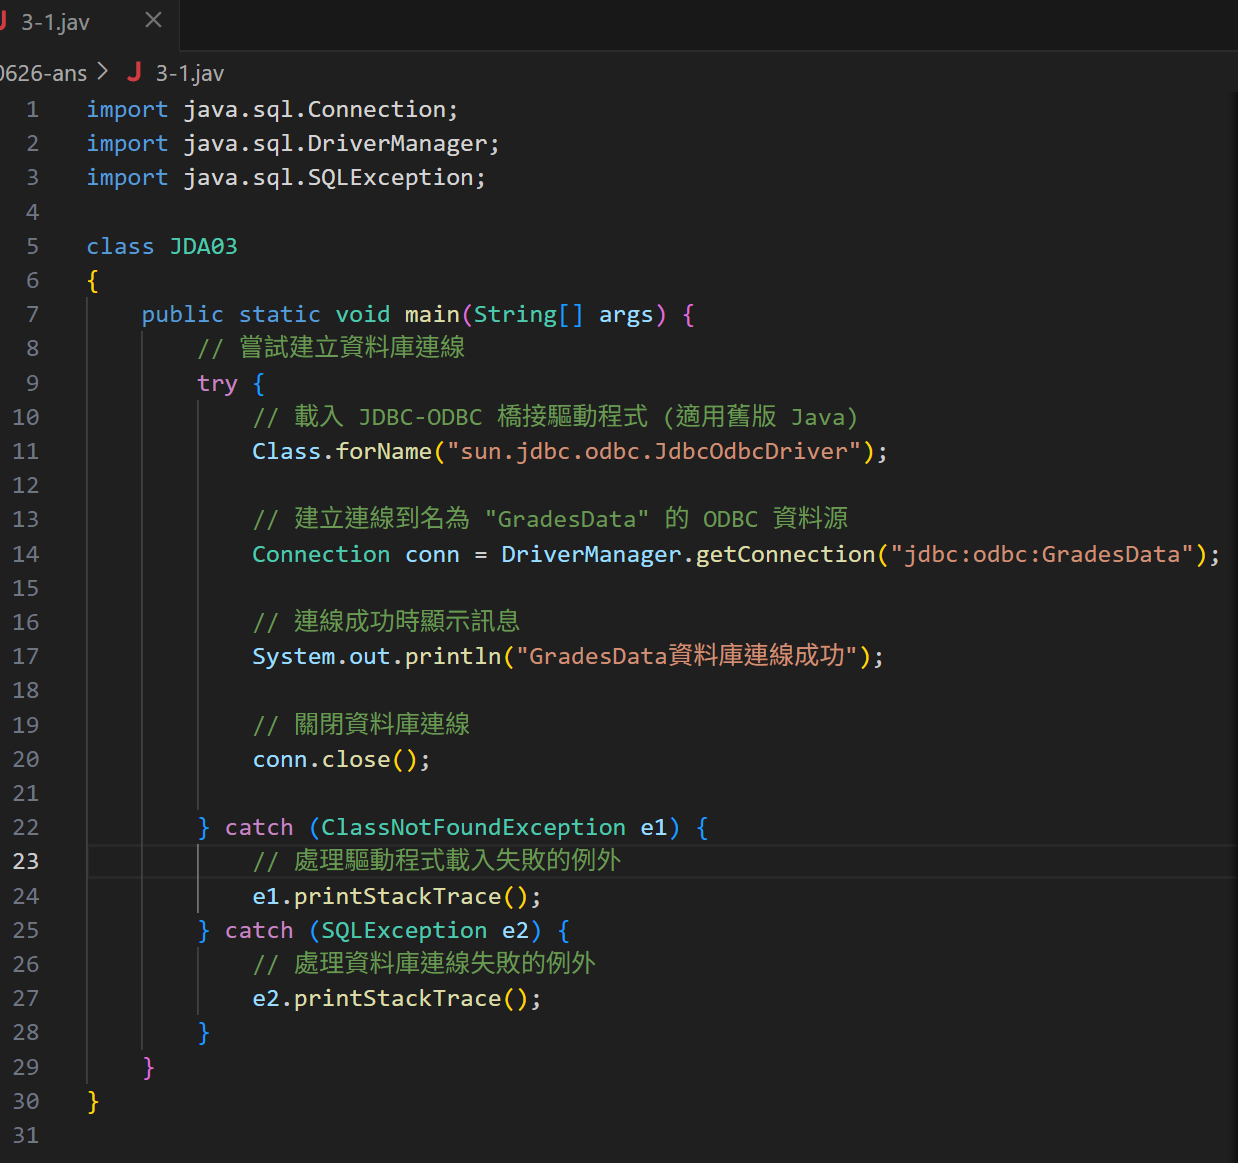 3-1.jav
0626-ans > 3-1.jav
1 import java.sql.Connection;
2 import java.sql.DriverManager;
3 import java.sql.SQLException;
4
5 class JDA03
6 {
7     public static void main(String[] args) {
8         // 嘗試建立資料庫連線
9         try {
10             // 載入 JDBC-ODBC 橋接驅動程式 (適用舊版 Java)
11             Class.forName("sun.jdbc.odbc.JdbcOdbcDriver");
12
13             // 建立連線到名為 "GradesData" 的 ODBC 資料源
14             Connection conn = DriverManager.getConnection("jdbc:odbc:GradesData");
15
16             // 連線成功時顯示訊息
17             System.out.println("GradesData資料庫連線成功");
18
19             // 關閉資料庫連線
20             conn.close();
21
22         } catch (ClassNotFoundException e1) {
23             // 處理驅動程式載入失敗的例外
24             e1.printStackTrace();
25         } catch (SQLException e2) {
26             // 處理資料庫連線失敗的例外
27             e2.printStackTrace();
28         }
29     }
30 }
31